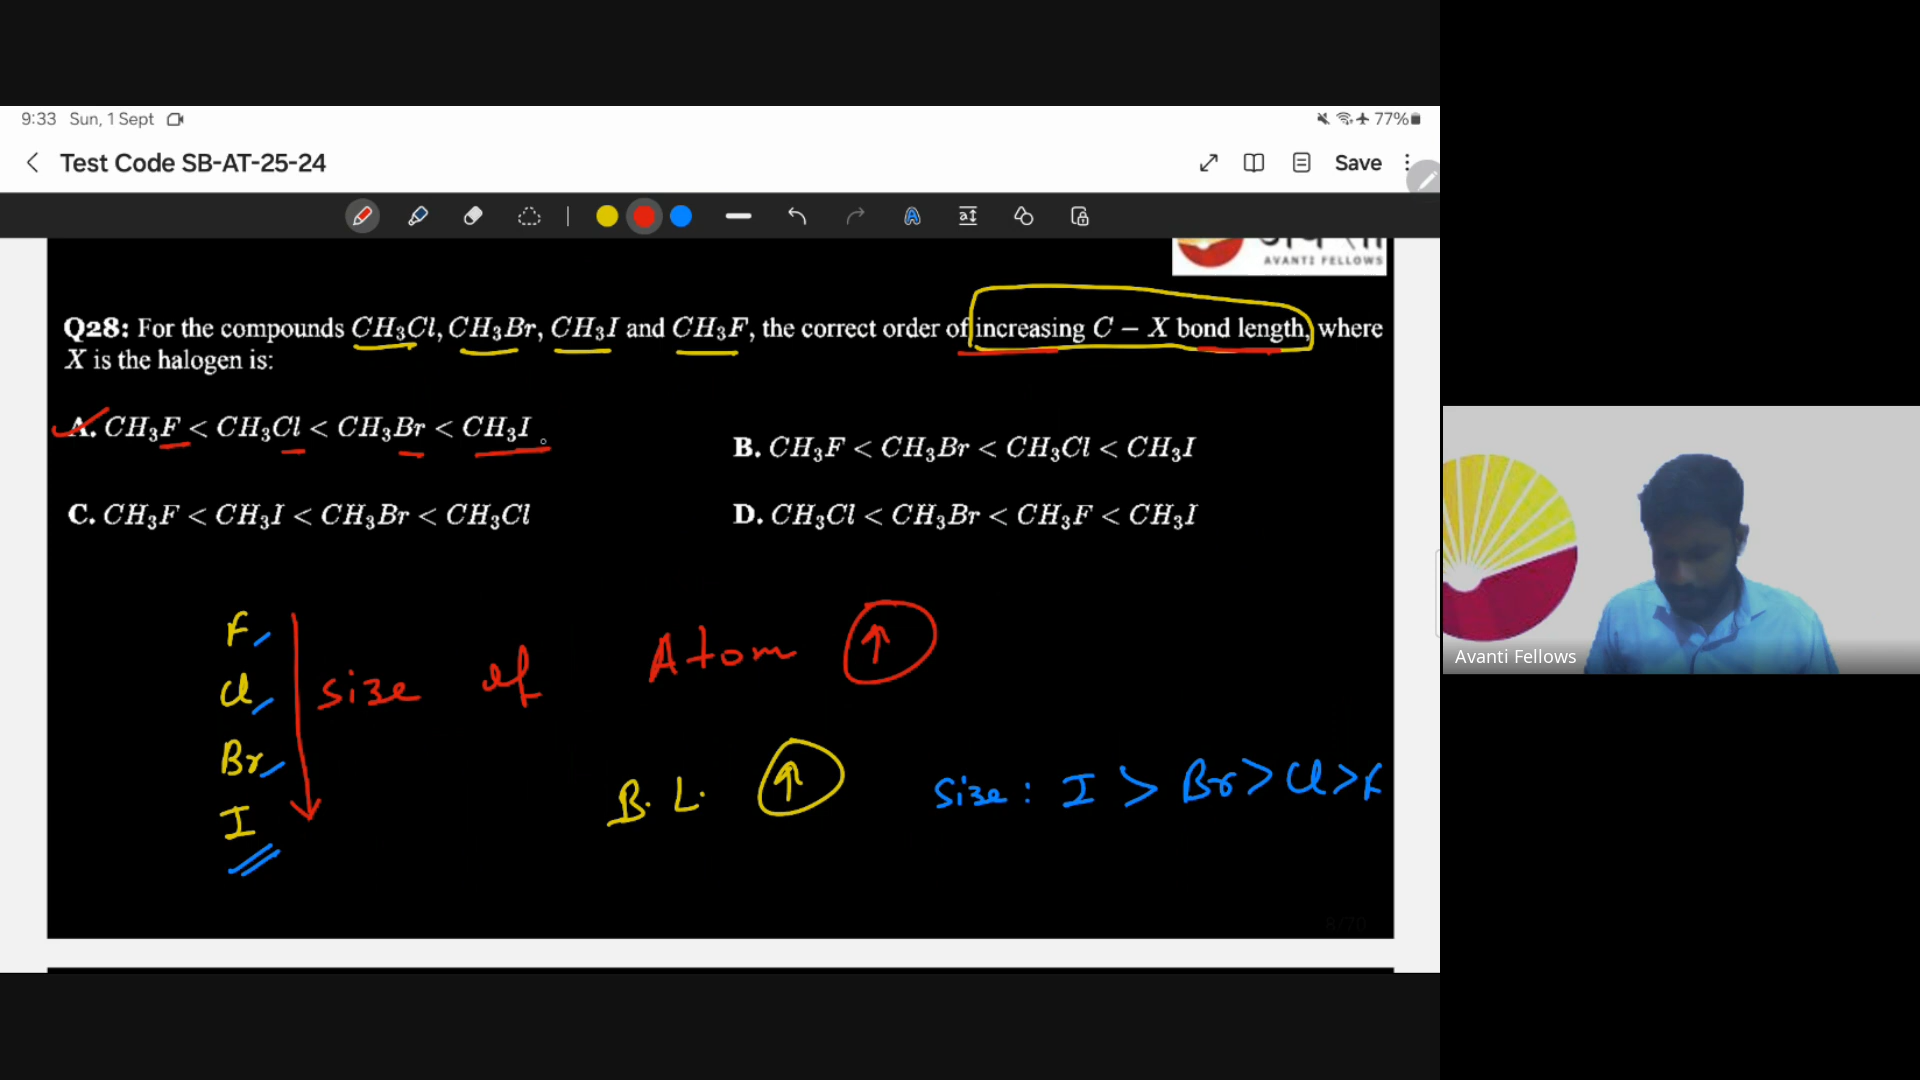 9:33 Sun, 1 Sept 77%
Test Code SB-AT-25-24
Save
AVANTI FELLOWS
Q28: For the compounds CH₃Cl, CH₃Br, CH₃I and CH₃F, the correct order of increasing C – X bond length, where
X is the halogen is:
A. CH₃F < CH₃Cl < CH₃Br < CH₃I
B. CH₃F < CH₃Br < CH₃Cl < CH₃I
C. CH₃F < CH₃I < CH₃Br < CH₃Cl
D. CH₃Cl < CH₃Br < CH₃F < CH₃I
F
Cl
Br
I
size of Atom ↑
B. L. ↑
Size: I > Br > Cl > F
8/70
Avanti Fellows